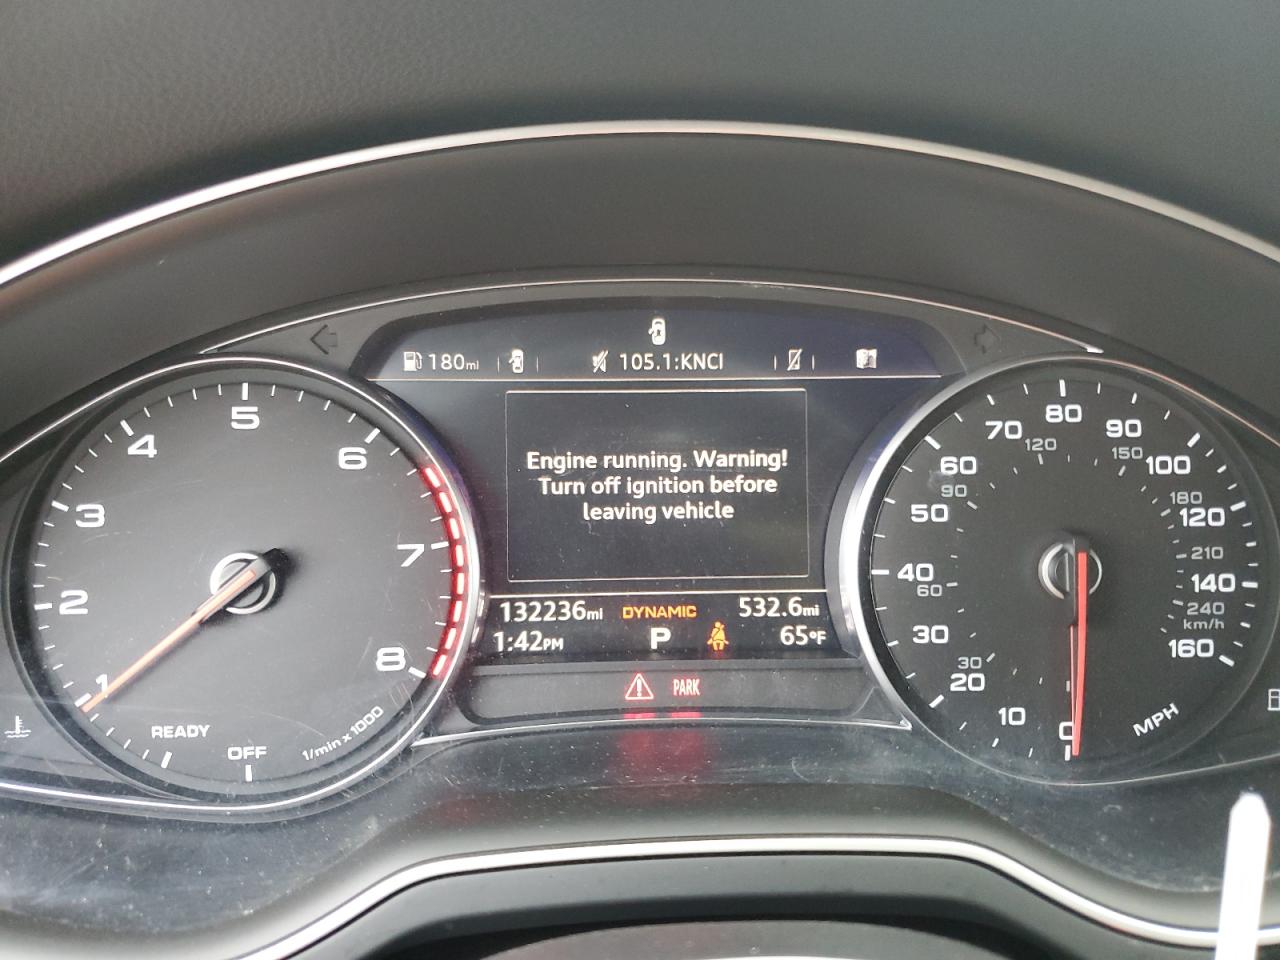 180mi
105.1:KNCI
Engine running. Warning!
Turn off ignition before
leaving vehicle
132236mi
DYNAMIC
532.6mi
1:42PM
P
65°F
PARK
1
2
3
4
5
6
7
8
READY
OFF
1/min x 1000
0
10
20
30
40
50
60
70
80
90
100
120
140
160
30
60
90
120
150
180
210
240
km/h
MPH